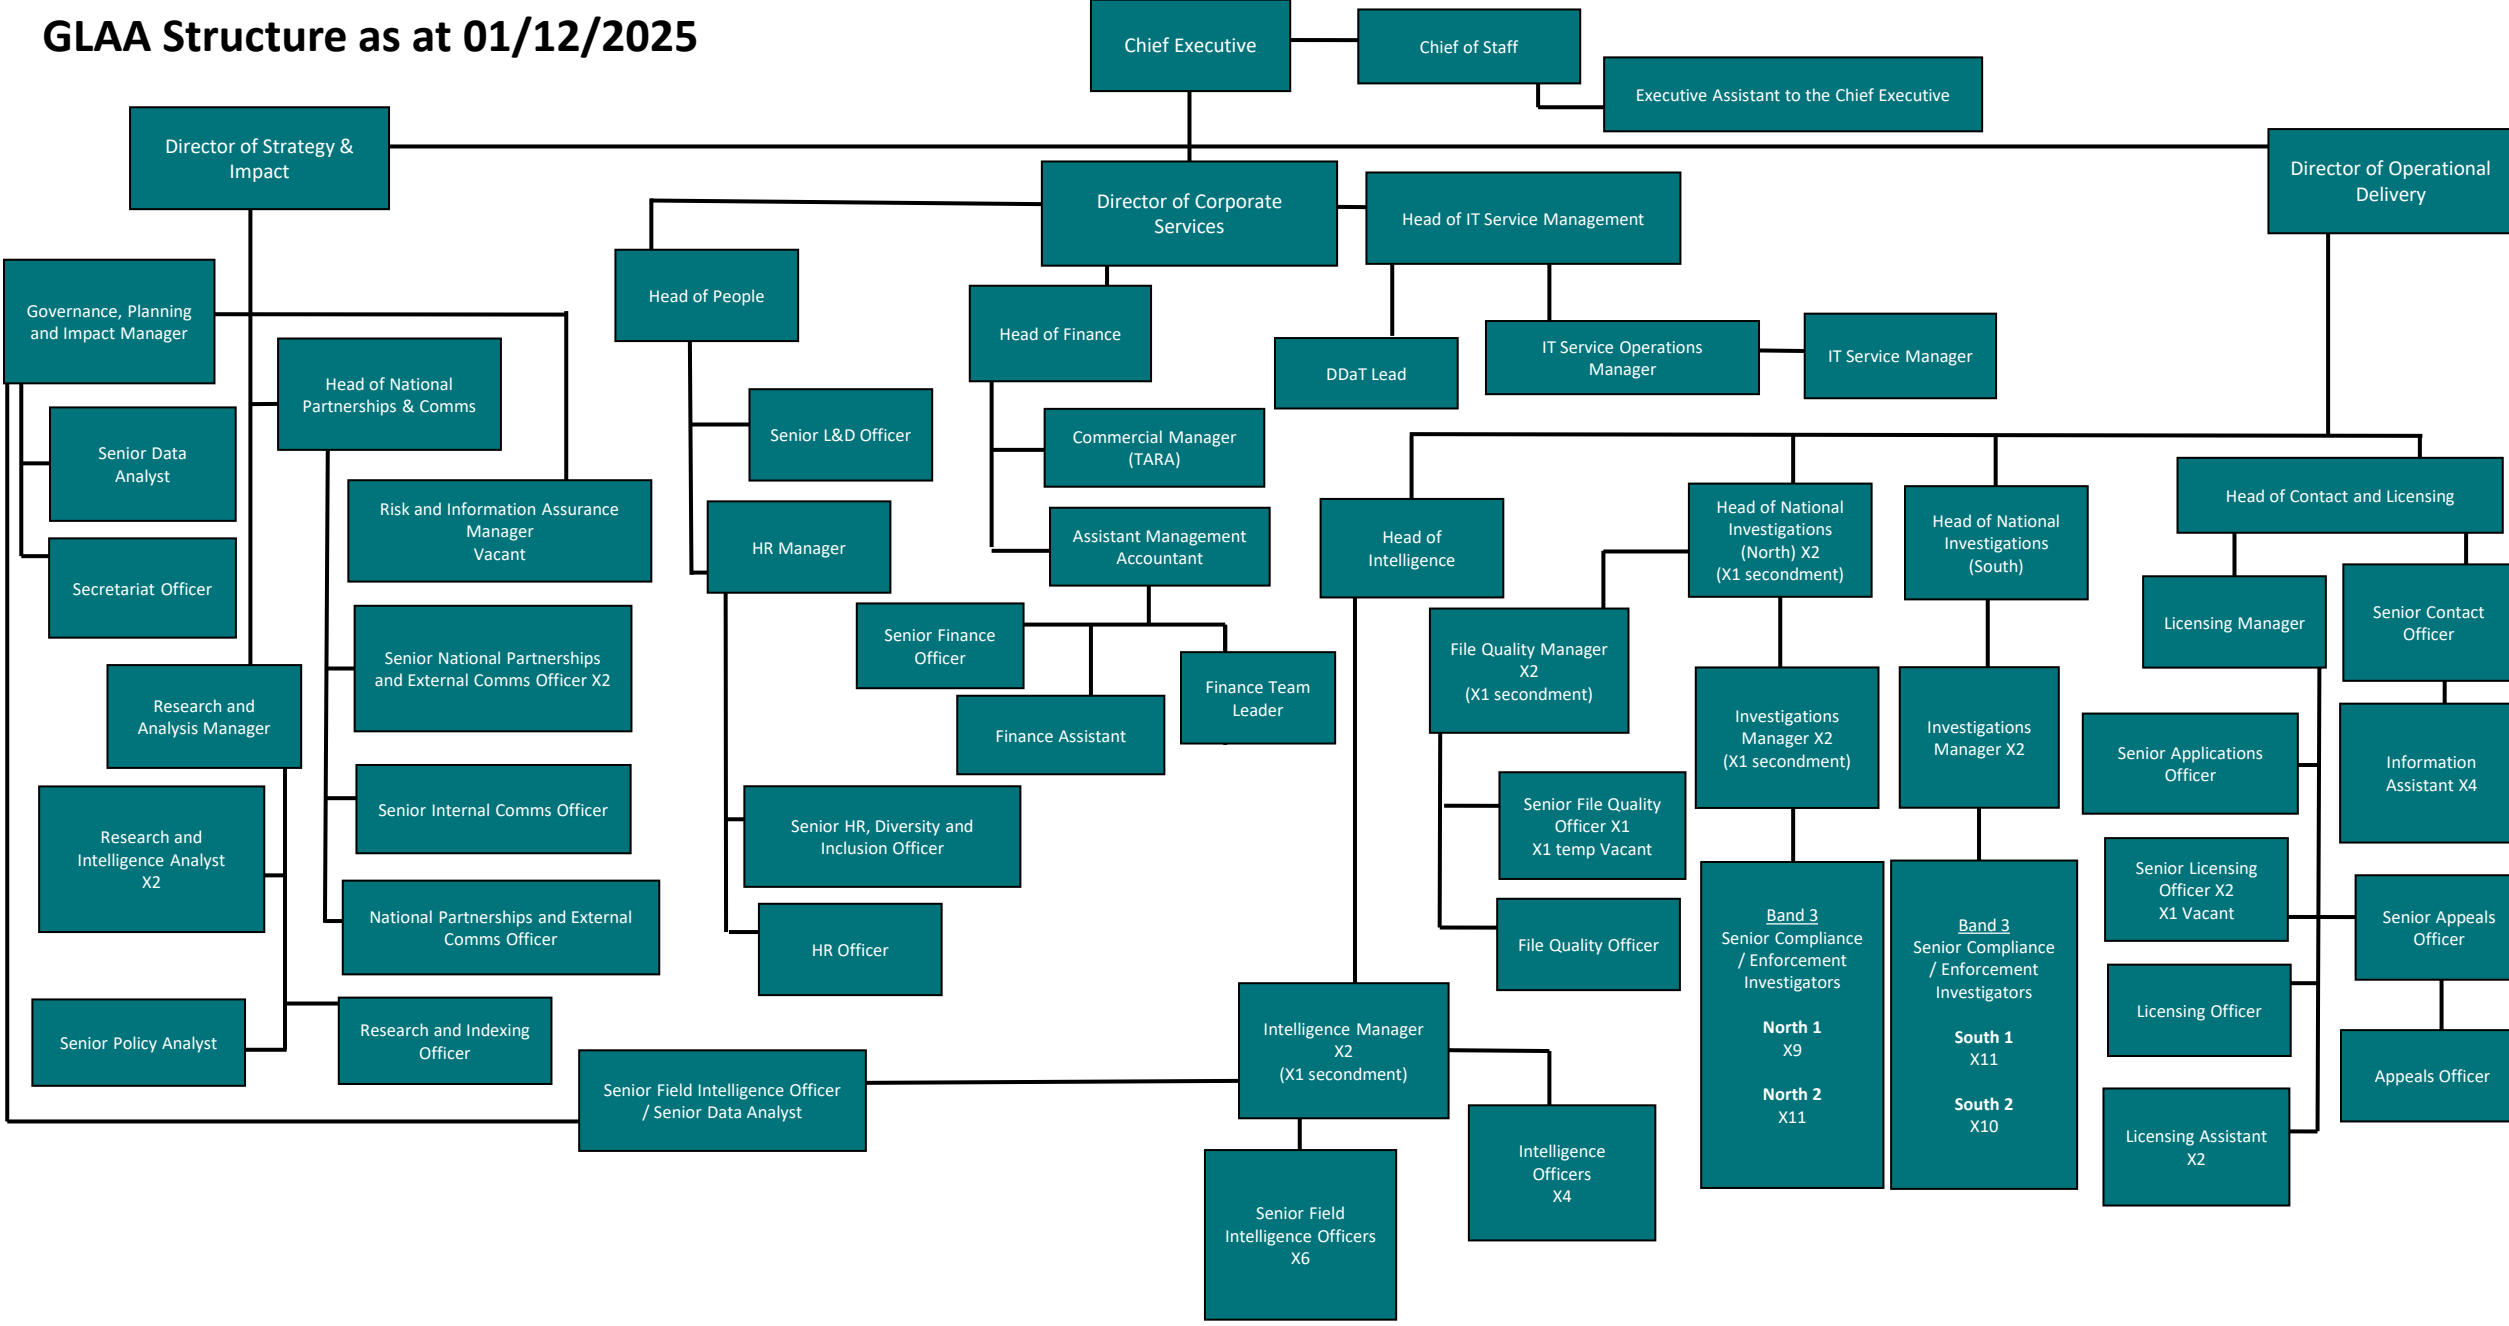 GLAA Structure as at 01/12/2025
Chief Executive
Chief of Staff
Executive Assistant to the Chief Executive
Director of Strategy &
Impact
Director of Corporate
Services
Head of IT Service Management
Director of Operational
Delivery
Governance, Planning
and Impact Manager
Head of People
Head of Finance
DDaT Lead
IT Service Operations
Manager
IT Service Manager
Head of National
Partnerships & Comms
Senior Data
Analyst
Secretariat Officer
Risk and Information Assurance
Manager
Vacant
Senior L&D Officer
HR Manager
Commercial Manager
(TARA)
Assistant Management
Accountant
Head of
Intelligence
Head of National
Investigations
(North) X2
(X1 secondment)
Head of National
Investigations
(South)
Head of Contact and Licensing
Licensing Manager
Senior Contact
Officer
Senior National Partnerships
and External Comms Officer X2
Senior Finance
Officer
Finance Assistant
Finance Team
Leader
File Quality Manager
X2
(X1 secondment)
Investigations
Manager X2
(X1 secondment)
Investigations
Manager X2
Senior Applications
Officer
Information
Assistant X4
Research and
Analysis Manager
Research and
Intelligence Analyst
X2
Senior Internal Comms Officer
National Partnerships and External
Comms Officer
Senior HR, Diversity and
Inclusion Officer
HR Officer
Senior File Quality
Officer X1
X1 temp Vacant
File Quality Officer
Band 3
Senior Compliance
/ Enforcement
Investigators
North 1
X9
North 2
X11
Band 3
Senior Compliance
/ Enforcement
Investigators
South 1
X11
South 2
X10
Senior Licensing
Officer X2
X1 Vacant
Senior Appeals
Officer
Licensing Officer
Appeals Officer
Licensing Assistant
X2
Senior Policy Analyst
Research and Indexing
Officer
Senior Field Intelligence Officer
/ Senior Data Analyst
Intelligence Manager
X2
(X1 secondment)
Intelligence
Officers
X4
Senior Field
Intelligence Officers
X6